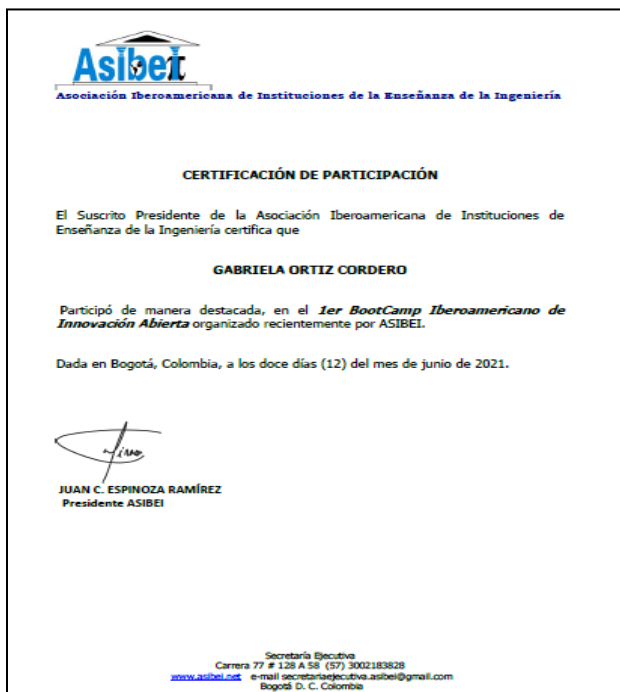 Asibei
Asociación Iberoamericana de Instituciones de la Enseñanza de la Ingeniería
CERTIFICACIÓN DE PARTICIPACIÓN
El Suscrito Presidente de la Asociación Iberoamericana de Instituciones de
Enseñanza de la Ingeniería certifica que
GABRIELA ORTIZ CORDERO
Participó de manera destacada, en el 1er BootCamp Iberoamericano de
Innovación Abierta organizado recientemente por ASIBEI.
Dada en Bogotá, Colombia, a los doce días (12) del mes de junio de 2021.
JUAN C. ESPINOZA RAMÍREZ
Presidente ASIBEI
Secretaría Ejecutiva
Carrera 77 # 128 A 58 (57) 3002183828
www.asibei.net e-mail secretariaejecutiva.asibei@gmail.com
Bogotá D. C. Colombia